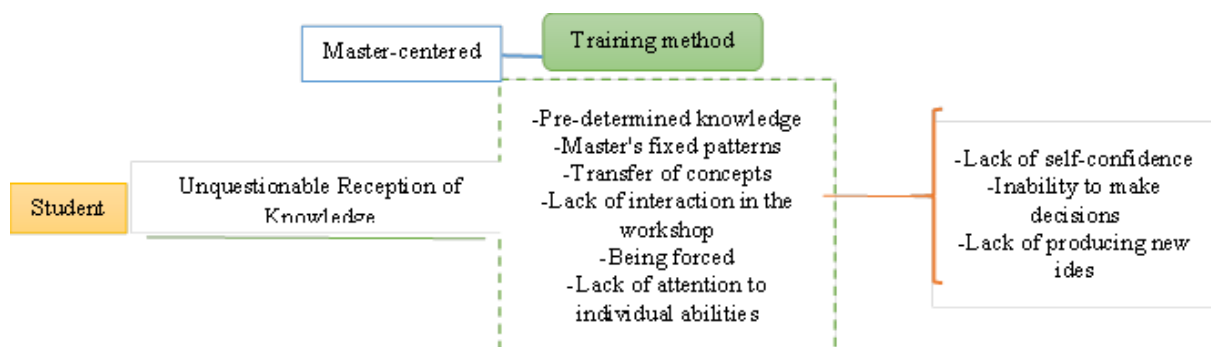 Master-centered
Training method
Student
Unquestionable Reception of
Knowledge
-Pre-determined knowledge
-Master's fixed patterns
-Transfer of concepts
-Lack of interaction in the
workshop
-Being forced
-Lack of attention to
individual abilities
-Lack of self-confidence
-Inability to make
decisions
-Lack of producing new
ides